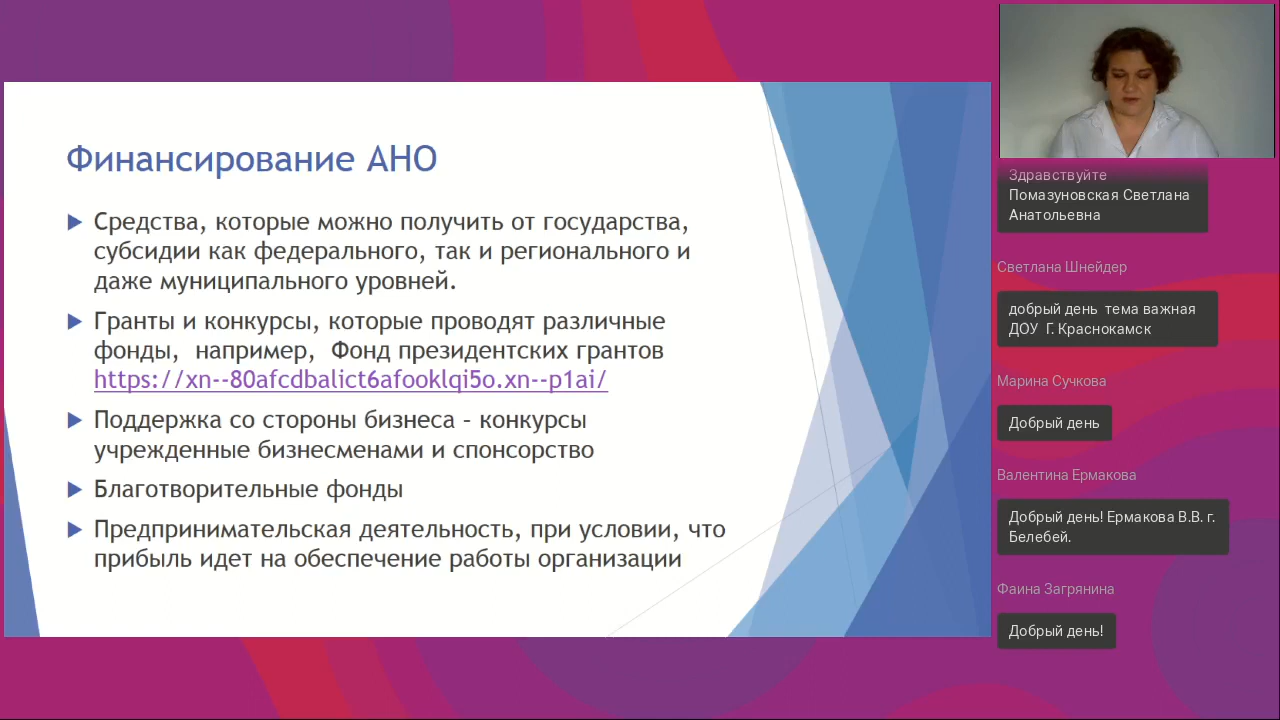 Финансирование АНО
Средства, которые можно получить от государства,
субсидии как федерального, так и регионального и
даже муниципального уровней.
Гранты и конкурсы, которые проводят различные
фонды, например, Фонд президентских грантов
https://xn--80afcdbalict6afooklqi5o.xn--p1ai/
Поддержка со стороны бизнеса – конкурсы
учрежденные бизнесменами и спонсорство
Благотворительные фонды
Предпринимательская деятельность, при условии, что
прибыль идет на обеспечение работы организации
Здравствуйте
Помазуновская Светлана
Анатольевна
Светлана Шнейдер
добрый день тема важная
ДОУ Г. Краснокамск
Марина Сучкова
Добрый день
Валентина Ермакова
Добрый день! Ермакова В.В. г.
Белебей.
Фаина Загрянина
Добрый день!